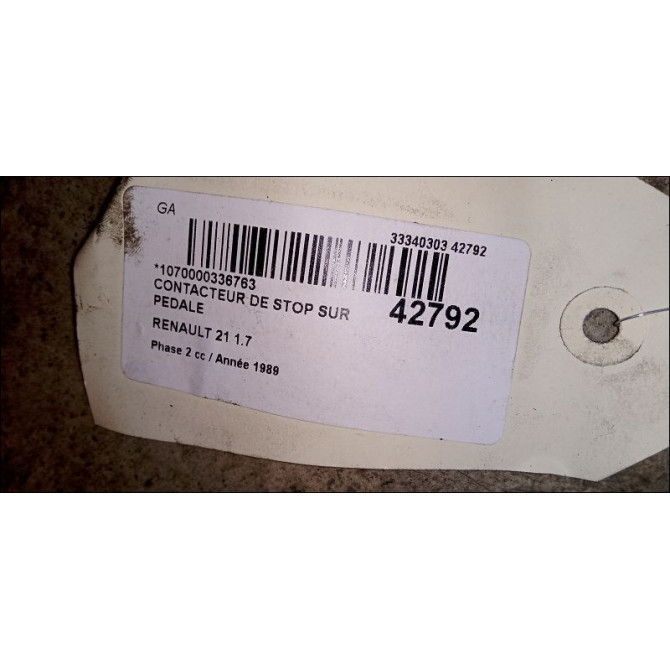 GA
33340303 42792
*1070000336763
CONTACTEUR DE STOP SUR
PEDALE
42792
RENAULT 21 1.7
Phase 2 cc / Année 1989